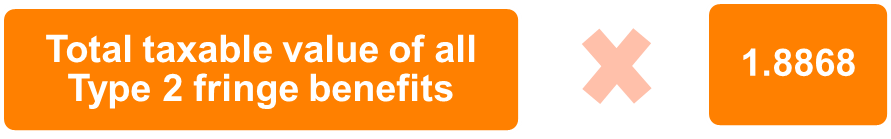 Total taxable value of all
Type 2 fringe benefits
1.8868